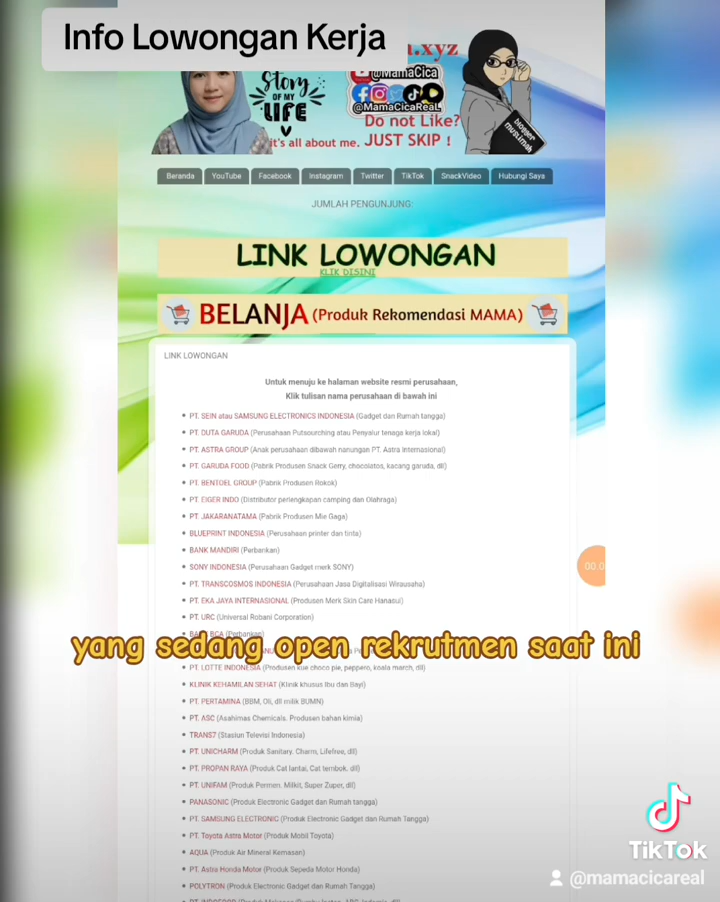 Info Lowongan Kerja
.xyz
Story
OF MY
LIFE
@MamaCica
@MamaCicaReaL
Do not Like?
it's all about me. JUST SKIP !
blogger
muslimah
Beranda YouTube Facebook Instagram Twitter TikTok SnackVideo Hubungi Saya
JUMLAH PENGUNJUNG:
LINK LOWONGAN
KLIK DISINI
BELANJA (Produk Rekomendasi MAMA)
LINK LOWONGAN
Untuk menuju ke halaman website resmi perusahaan,
Klik tulisan nama perusahaan di bawah ini
PT. SEIN atau SAMSUNG ELECTRONICS INDONESIA (Gadget dan Rumah tangga)
PT. DUTA GARUDA (Perusahaan Putsourching atau Penyalur tenaga kerja lokal)
PT. ASTRA GROUP (Anak perusahaan dibawah nanungan PT. Astra Internasional)
PT. GARUDA FOOD (Pabrik Produsen Snack Gerry, chocolatos, kacang garuda, dll)
PT. BENTOEL GROUP (Pabrik Produsen Rokok)
PT. EIGER INDO (Distributor perlengkapan camping dan Olahraga)
PT. JAKARANATAMA (Pabrik Produsen Mie Gaga)
BLUEPRINT INDONESIA (Perusahaan printer dan tinta)
BANK MANDIRI (Perbankan)
SONY INDONESIA (Perusahaan Gadget merk SONY)
PT. TRANSCOSMOS INDONESIA (Perusahaan Jasa Digitalisasi Wirausaha)
PT. EKA JAYA INTERNASIONAL (Produsen Merk Skin Care Hanasui)
00:0
PT. URC (Universal Robani Corporation)
BANK BCA (Perbankan)
yang sedang open rekrutmen saat ini
PT. LOTTE INDONESIA (Produsen kue choco pie, peppero, koala march, dll)
KLINIK KEHAMILAN SEHAT (Klinik khusus Ibu dan Bayi)
PT. PERTAMINA (BBM, Oli, dll milik BUMN)
PT. ASC (Asahimas Chemicals. Produsen bahan kimia)
TRANS7 (Stasiun Televisi Indonesia)
PT. UNICHARM (Produk Sanitary. Charm, Lifefree, dll)
PT. PROPAN RAYA (Produk Cat lantai, Cat tembok. dll)
PT. UNIFAM (Produk Permen. Milkit, Super Zuper, dll)
PANASONIC (Produk Electronic Gadget dan Rumah tangga)
PT. SAMSUNG ELECTRONIC (Produk Electronic Gadget dan Rumah Tangga)
PT. Toyota Astra Motor (Produk Mobil Toyota)
AQUA (Produk Air Mineral Kemasan)
PT. Astra Honda Motor (Produk Sepeda Motor Honda)
POLYTRON (Produk Electronic Gadget dan Rumah Tangga)
TikTok
@mamacicareal